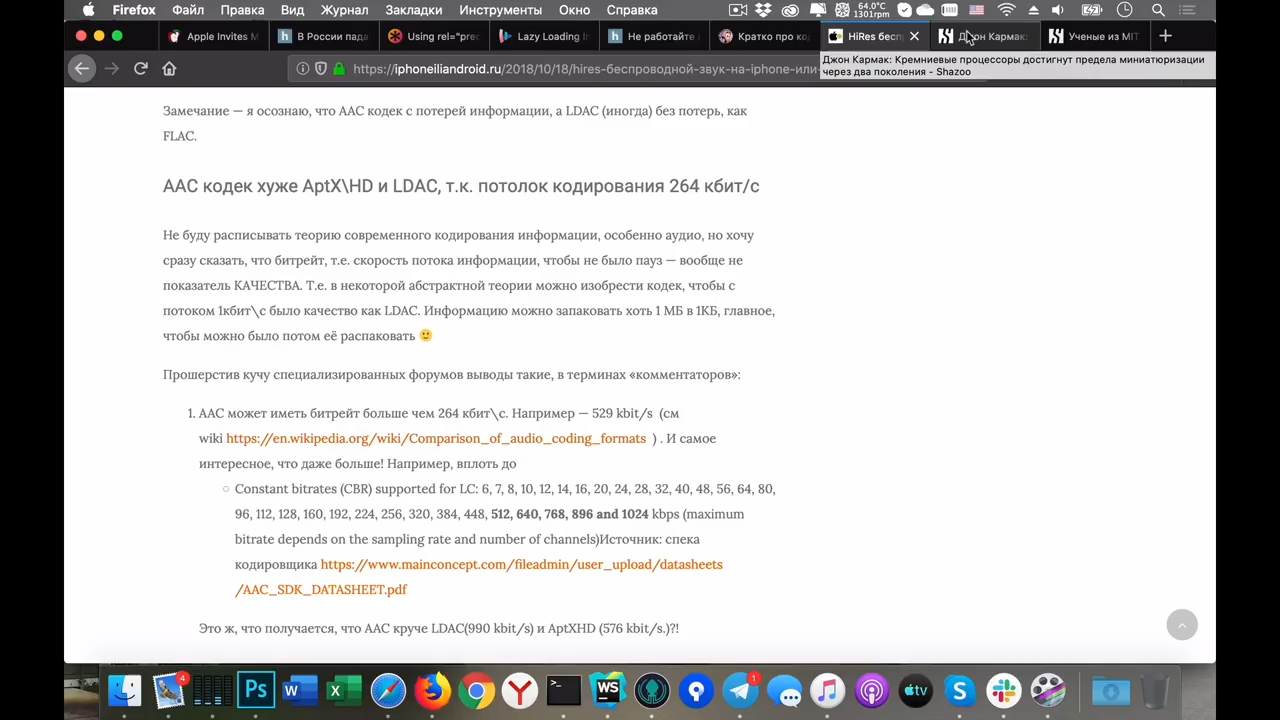 Firefox Файл Правка Вид Журнал Закладки Инструменты Окно Справка
64.0°C
1301rpm
Apple Invites M
В России пада
Using rel="pre
Lazy Loading Ir
Не работайте
Кратко про ко
HiRes бесп
Джон Кармак:
Ученые из MIT
https://iphoneiliandroid.ru/2018/10/18/hires-беспроводной-звук-на-iphone-или-
Джон Кармак: Кремниевые процессоры достигнут предела миниатюризации
через два поколения - Shazoo
Замечание — я осознаю, что AAC кодек с потерей информации, а LDAC (иногда) без потерь, как
FLAC.
AAC кодек хуже AptX\HD и LDAC, т.к. потолок кодирования 264 кбит/с
Не буду расписывать теорию современного кодирования информации, особенно аудио, но хочу
сразу сказать, что битрейт, т.е. скорость потока информации, чтобы не было пауз — вообще не
показатель КАЧЕСТВА. Т.е. в некоторой абстрактной теории можно изобрести кодек, чтобы с
потоком 1кбит\с было качество как LDAC. Информацию можно запаковать хоть 1 МБ в 1КБ, главное,
чтобы можно было потом её распаковать 🙂
Прошерстив кучу специализированных форумов выводы такие, в терминах «комментаторов»:
1. AAC может иметь битрейт больше чем 264 кбит\с. Например — 529 kbit/s (см
wiki https://en.wikipedia.org/wiki/Comparison_of_audio_coding_formats ) . И самое
интересное, что даже больше! Например, вплоть до
○ Constant bitrates (CBR) supported for LC: 6, 7, 8, 10, 12, 14, 16, 20, 24, 28, 32, 40, 48, 56, 64, 80,
96, 112, 128, 160, 192, 224, 256, 320, 384, 448, 512, 640, 768, 896 and 1024 kbps (maximum
bitrate depends on the sampling rate and number of channels)Источник: спека
кодировщика https://www.mainconcept.com/fileadmin/user_upload/datasheets
/AAC_SDK_DATASHEET.pdf
Это ж, что получается, что AAC круче LDAC(990 kbit/s) и AptXHD (576 kbit/s.)?!
4
Ps
W
X
Y
WS
1
tv
S